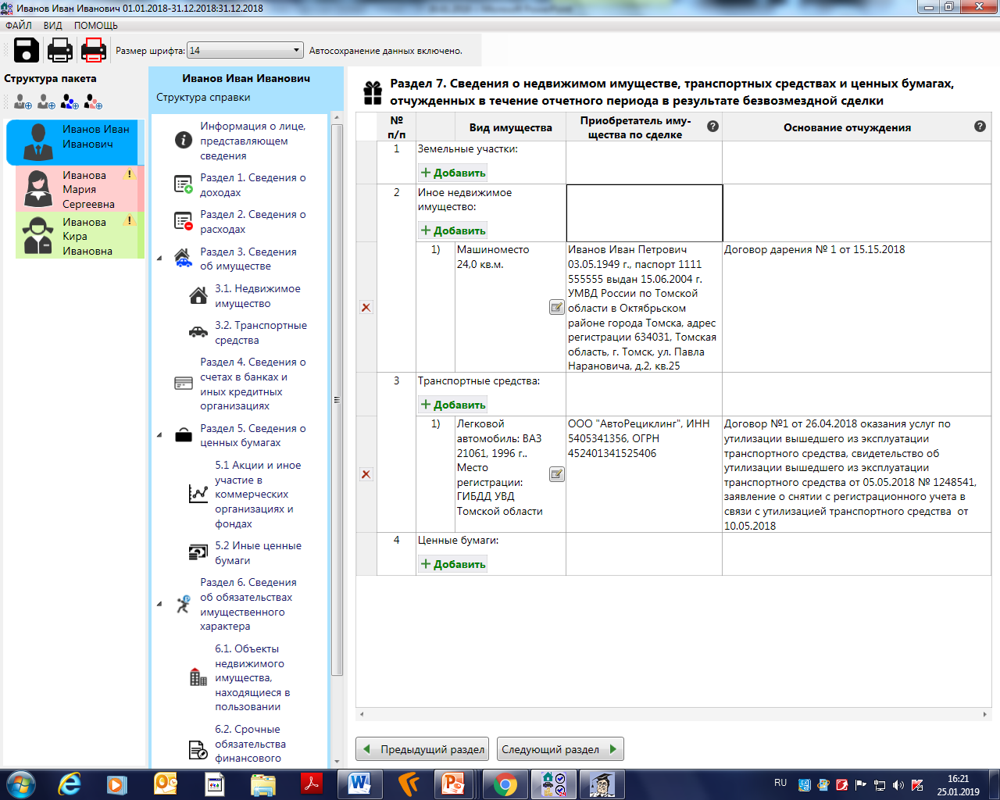 Иванов Иван Иванович 01.01.2018-31.12.2018:31.12.2018
ФАЙЛ ВИД ПОМОЩЬ
Размер шрифта: 14 Автосохранение данных включено.
Структура пакета
Иванов Иван
Иванович
Иванова
Мария
Сергеевна
Иванова
Кира
Ивановна
Иванов Иван Иванович
Структура справки
Информация о лице,
представляющем
сведения
Раздел 1. Сведения о
доходах
Раздел 2. Сведения о
расходах
Раздел 3. Сведения
об имуществе
3.1. Недвижимое
имущество
3.2. Транспортные
средства
Раздел 4. Сведения о
счетах в банках и
иных кредитных
организациях
Раздел 5. Сведения о
ценных бумагах
5.1 Акции и иное
участие в
коммерческих
организациях и
фондах
5.2 Иные ценные
бумаги
Раздел 6. Сведения
об обязательствах
имущественного
характера
6.1. Объекты
недвижимого
имущества,
находящиеся в
пользовании
6.2. Срочные
обязательства
финансового
Раздел 7. Сведения о недвижимом имуществе, транспортных средствах и ценных бумагах,
отчужденных в течение отчетного периода в результате безвозмездной сделки
№
п/п
Вид имущества
Приобретатель иму-
щества по сделке
Основание отчуждения
1 Земельные участки:
Добавить
2 Иное недвижимое
имущество:
Добавить
1) Машиноместо
24,0 кв.м.
Иванов Иван Петрович
03.05.1949 г., паспорт 1111
555555 выдан 15.06.2004 г.
УМВД России по Томской
области в Октябрьском
районе города Томска, адрес
регистрации 634031, Томская
область, г. Томск, ул. Павла
Нарановича, д.2, кв.25
Договор дарения № 1 от 15.15.2018
3 Транспортные средства:
Добавить
1) Легковой
автомобиль: ВАЗ
21061, 1996 г..
Место
регистрации:
ГИБДД УВД
Томской области
ООО "АвтоРециклинг", ИНН
5405341356, ОГРН
452401341525406
Договор №1 от 26.04.2018 оказания услуг по
утилизации вышедшего из эксплуатации
транспортного средства, свидетельство об
утилизации вышедшего из эксплуатации
транспортного средства от 05.05.2018 № 1248541,
заявление о снятии с регистрационного учета в
связи с утилизацией транспортного средства от
10.05.2018
4 Ценные бумаги:
Добавить
Предыдущий раздел Следующий раздел
RU
16:21
25.01.2019